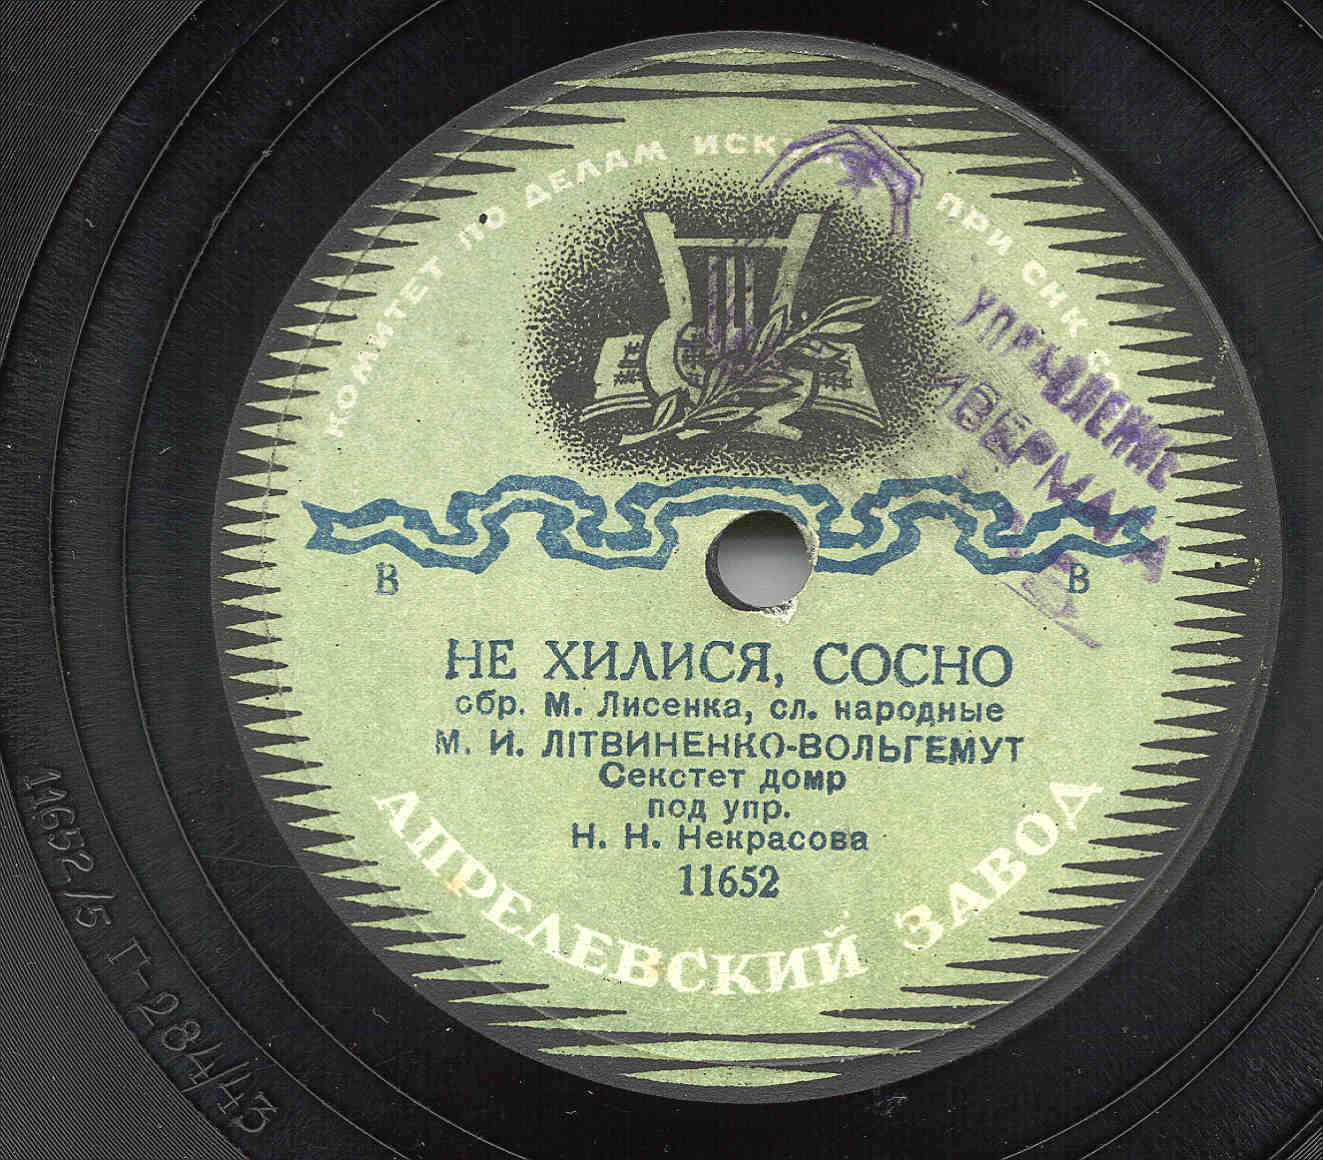 КОМИТЕТ ПО ДЕЛАМ ПРИ СНК
УПРАВЛЕНИЕ
В В
НЕ ХИЛИСЯ, СОСНО
обр. М. Лисенка, сл. народные
М. И. ЛІТВИНЕНКО-ВОЛЬГЕМУТ
Секстет домр
под упр.
Н. Н. Некрасова
11652
АПРЕЛЕВСКИЙ ЗАВОД
11652/5 Г-284/43